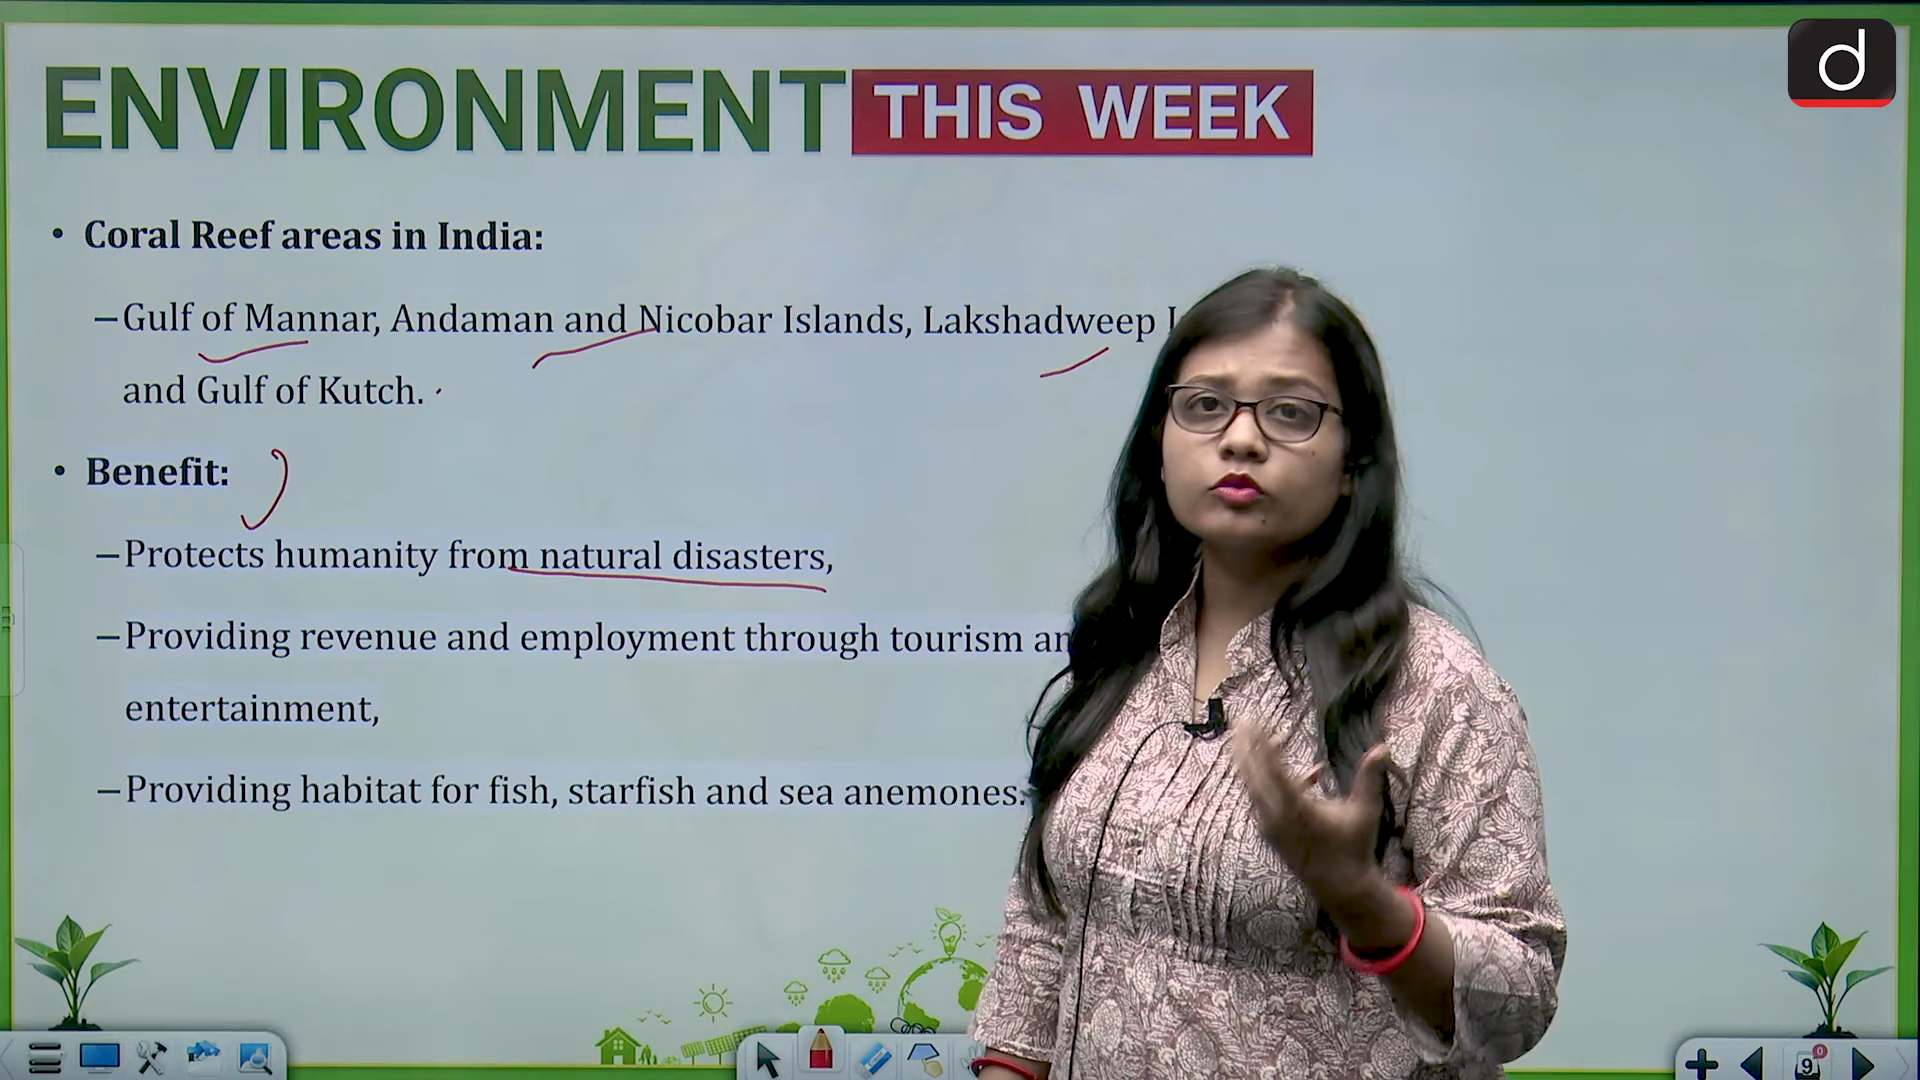 d
ENVIRONMENT THIS WEEK
• Coral Reef areas in India:
– Gulf of Mannar, Andaman and Nicobar Islands, Lakshadweep
and Gulf of Kutch.
• Benefit:
– Protects humanity from natural disasters,
– Providing revenue and employment through tourism
entertainment,
– Providing habitat for fish, starfish and sea anemones.
9
0